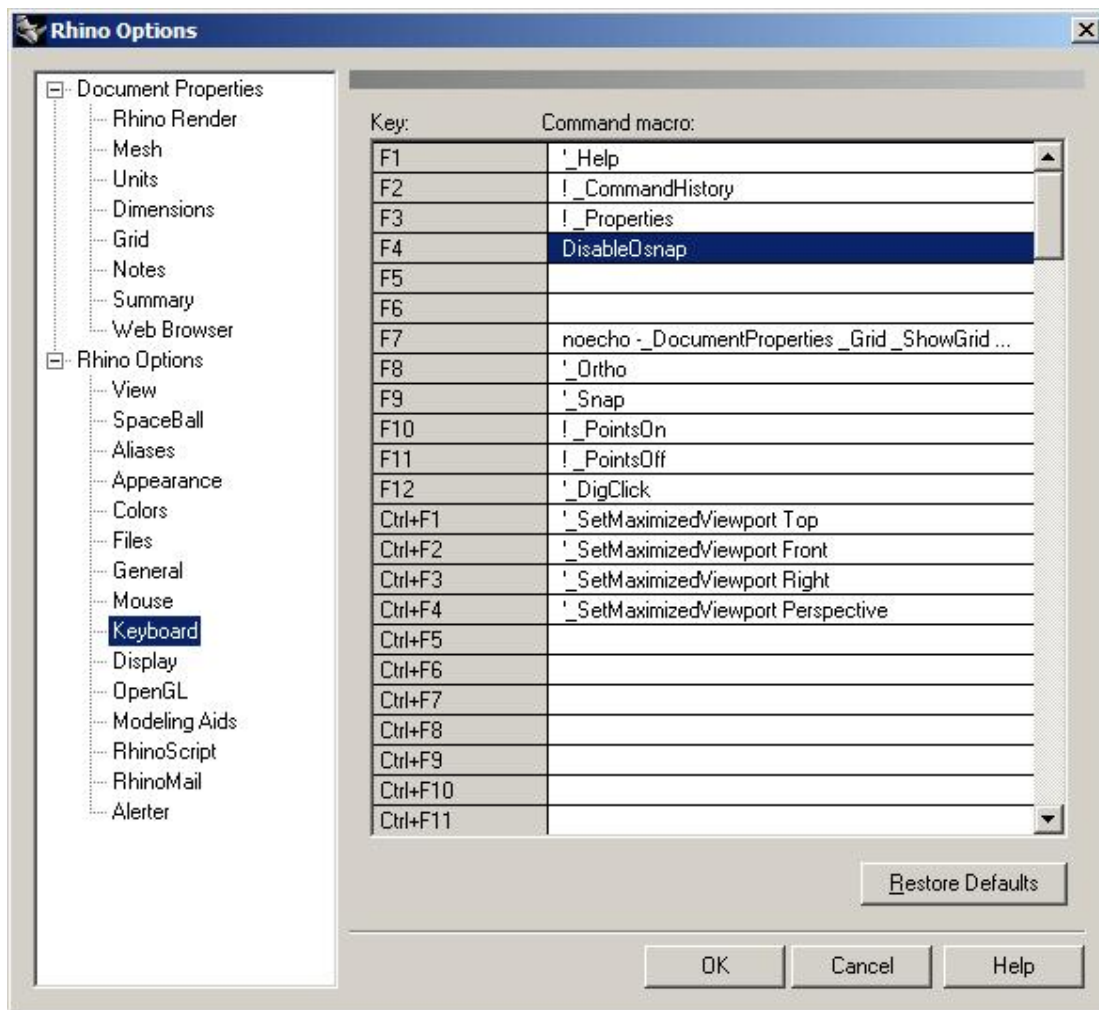 Rhino Options
Document Properties
Rhino Render
Mesh
Units
Dimensions
Grid
Notes
Summary
Web Browser
Rhino Options
View
SpaceBall
Aliases
Appearance
Colors
Files
General
Mouse
Keyboard
Display
OpenGL
Modeling Aids
RhinoScript
RhinoMail
Alerter
Key: Command macro:
F1 '_Help
F2 ! _CommandHistory
F3 ! _Properties
F4 DisableOsnap
F5
F6
F7 noecho -_DocumentProperties _Grid _ShowGrid ...
F8 '_Ortho
F9 '_Snap
F10 ! _PointsOn
F11 ! _PointsOff
F12 '_DigClick
Ctrl+F1 '_SetMaximizedViewport Top
Ctrl+F2 '_SetMaximizedViewport Front
Ctrl+F3 '_SetMaximizedViewport Right
Ctrl+F4 '_SetMaximizedViewport Perspective
Ctrl+F5
Ctrl+F6
Ctrl+F7
Ctrl+F8
Ctrl+F9
Ctrl+F10
Ctrl+F11
Restore Defaults
OK Cancel Help